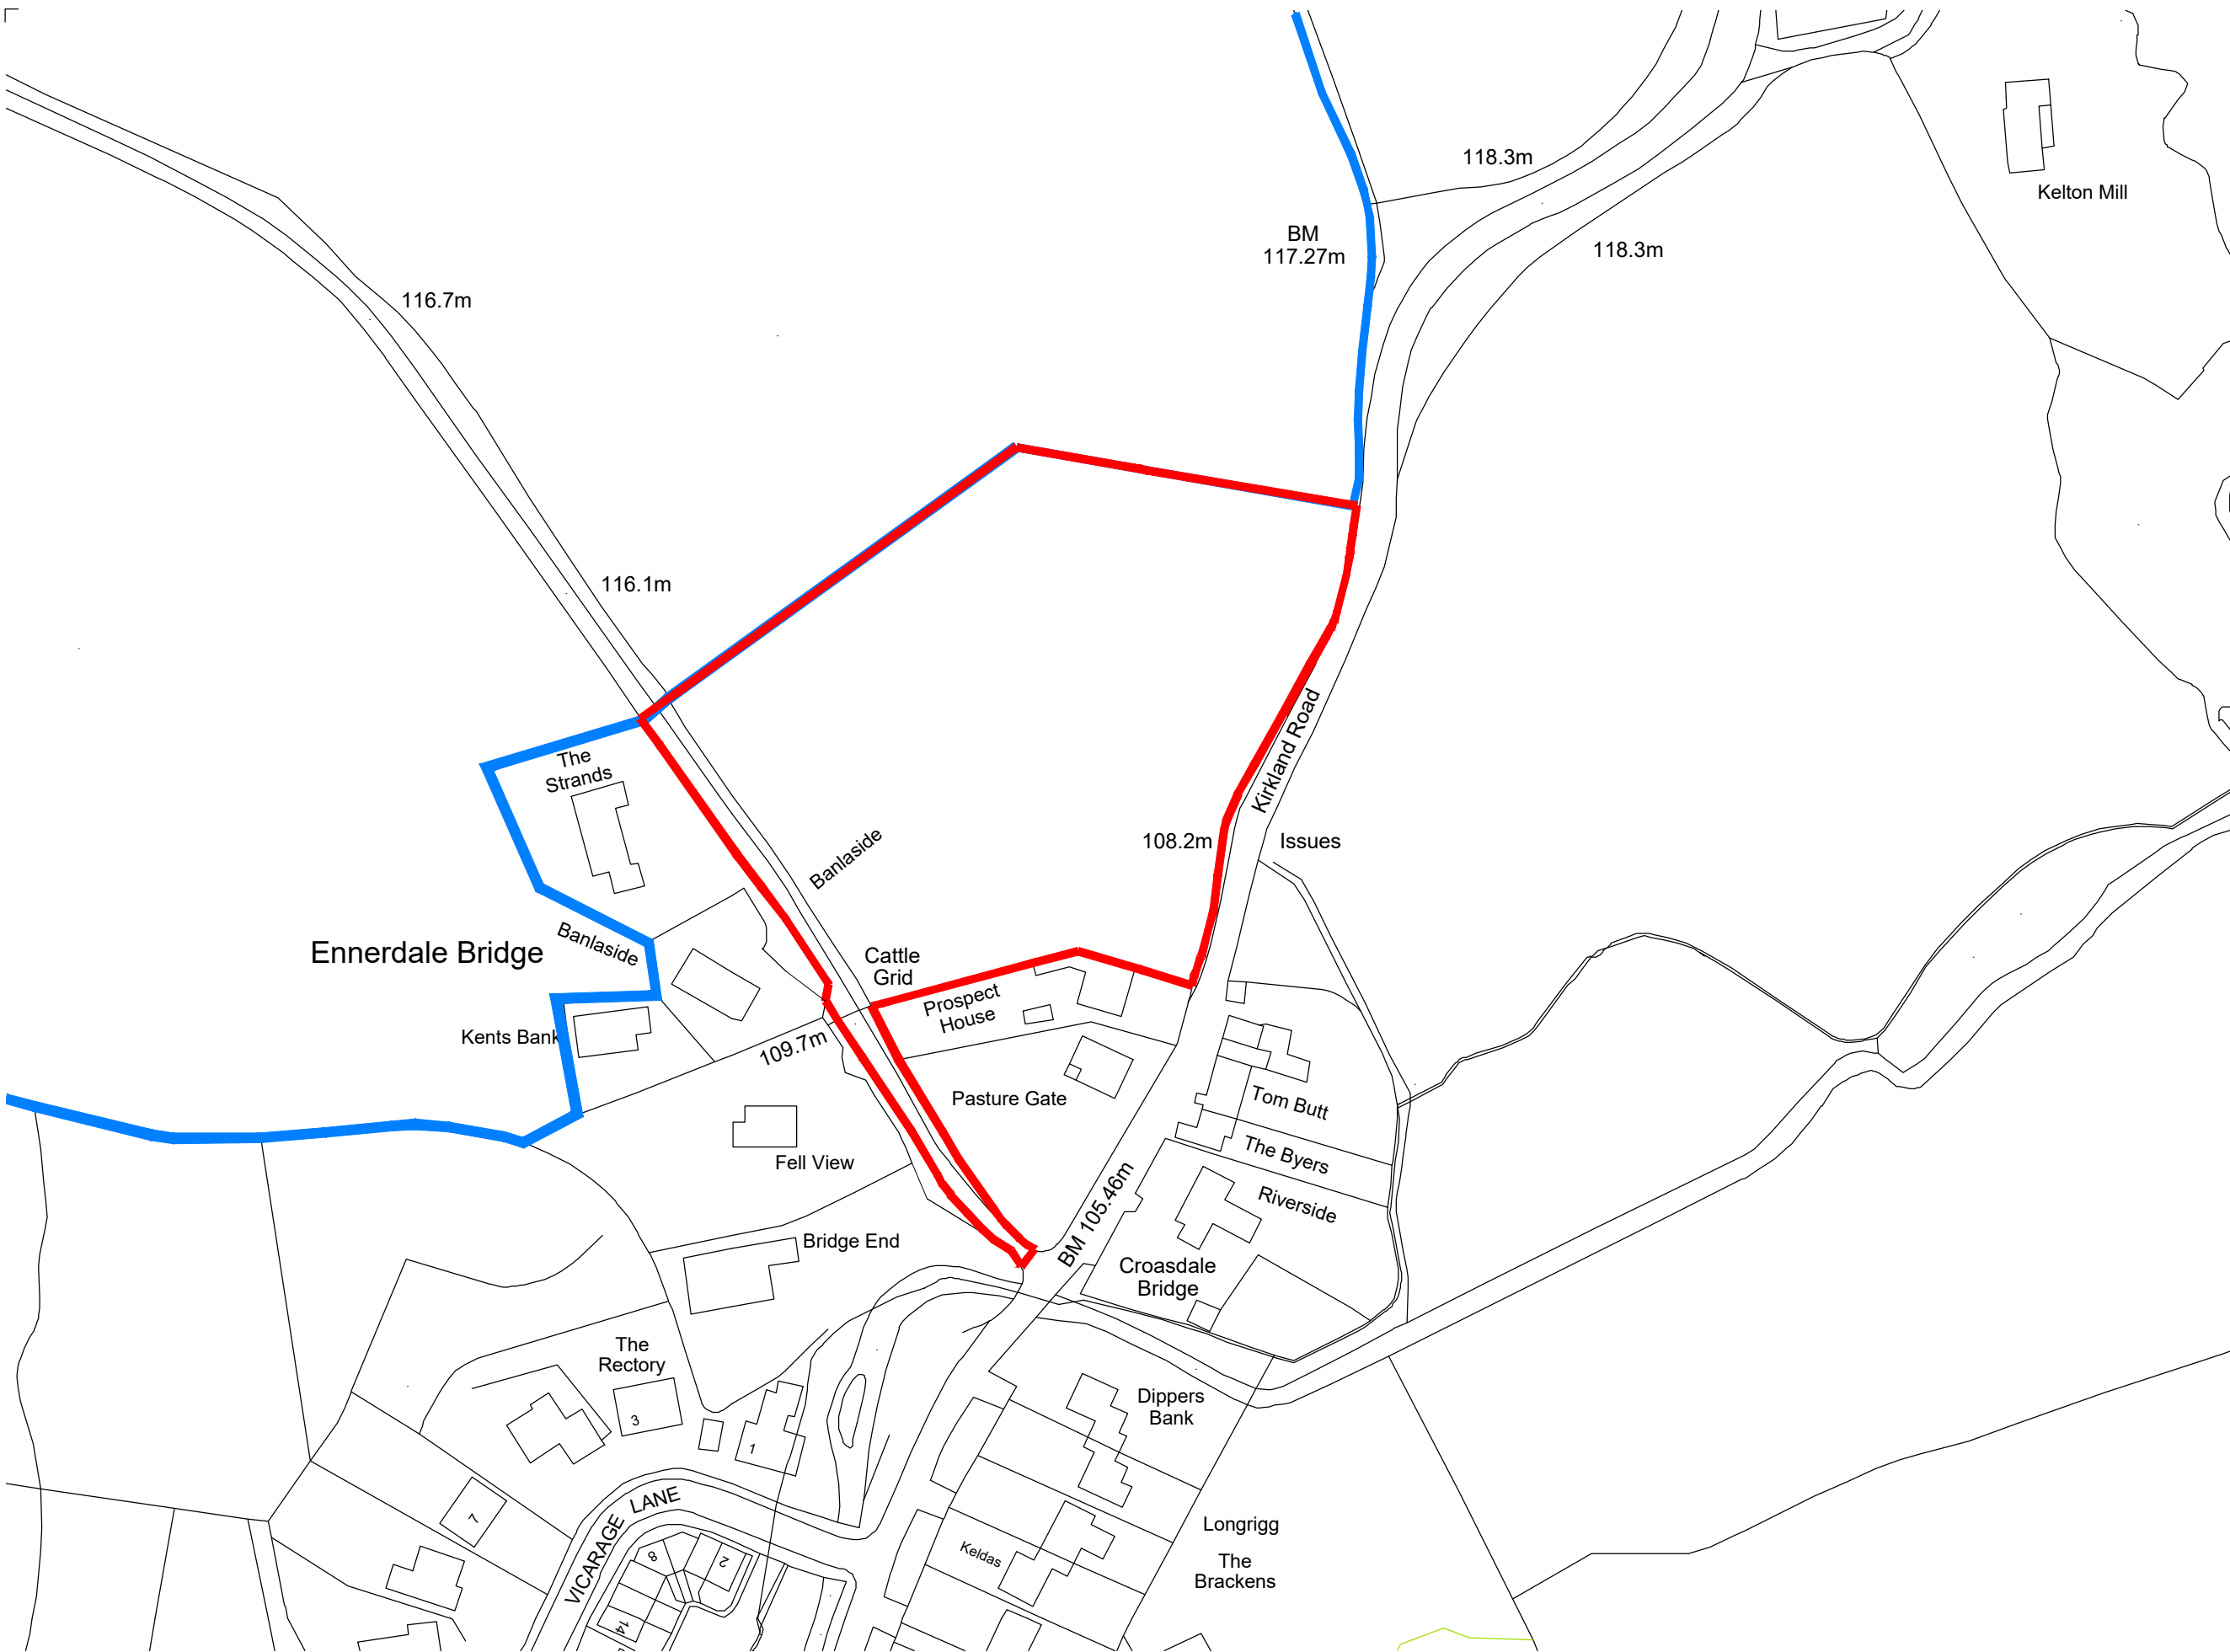 118.3m
Kelton Mill
BM
117.27m
118.3m
116.7m
116.1m
The
Strands
Kirkland Road
108.2m
Issues
Banlaside
Ennerdale Bridge
Banlaside
Cattle
Grid
Prospect
House
Kents Bank
109.7m
Pasture Gate
Tom Butt
The Byers
Fell View
Riverside
BM 105.46m
Bridge End
Croasdale
Bridge
The
Rectory
3
1
Dippers
Bank
7
VICARAGE LANE
Longrigg
Keldas
The
Brackens
8
2
14